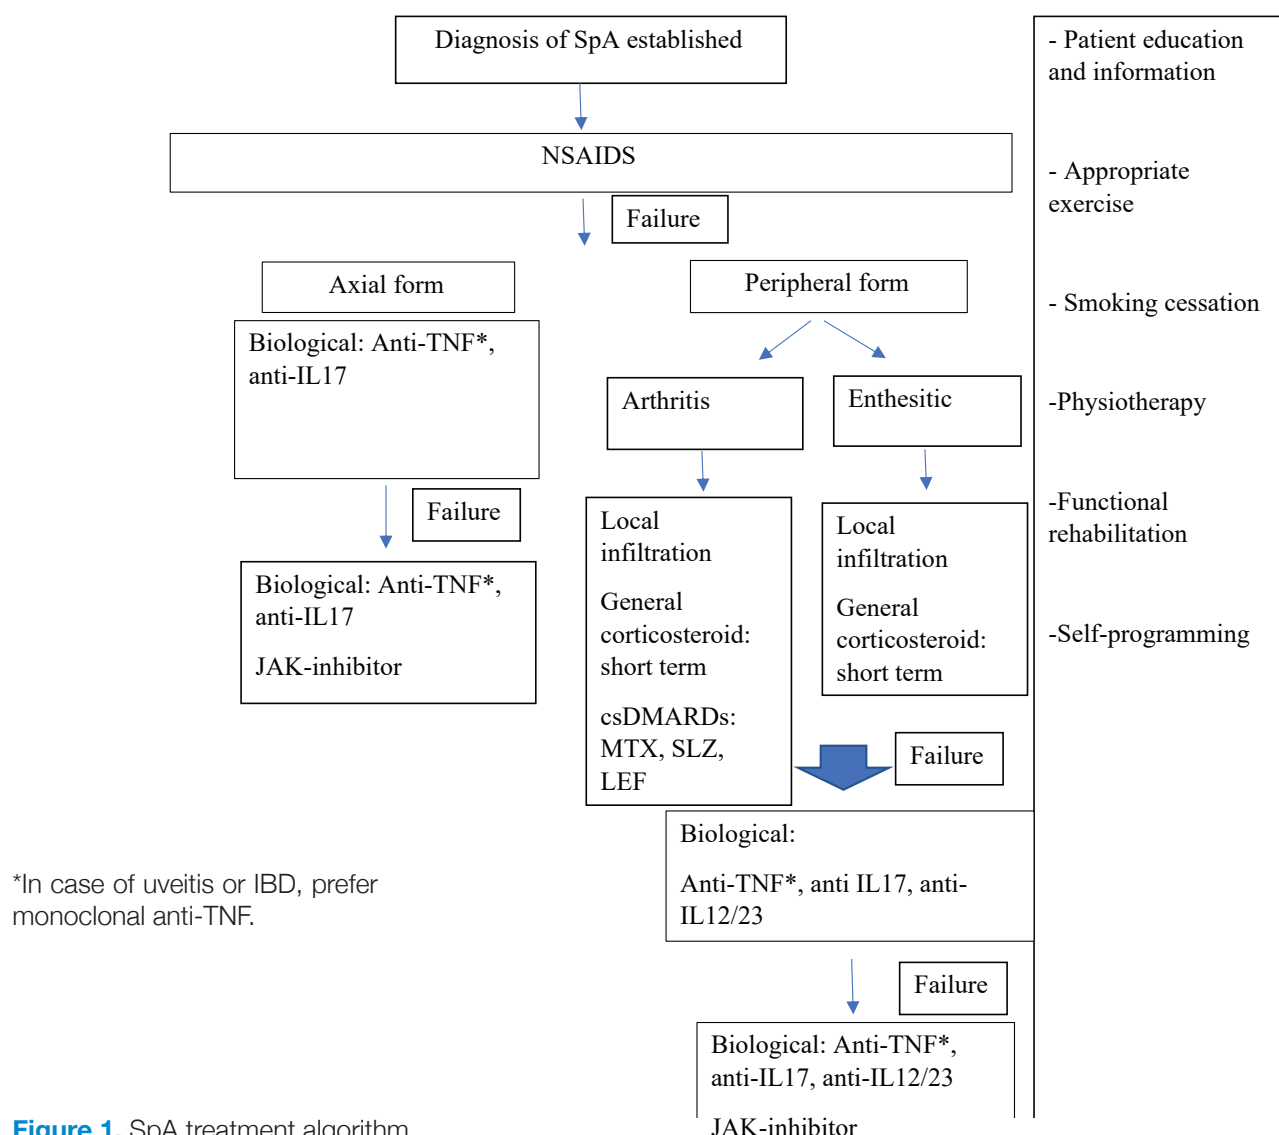 Diagnosis of SpA established
NSAIDS
Failure
Axial form
Biological: Anti-TNF*,
anti-IL17
Failure
Biological: Anti-TNF*,
anti-IL17
JAK-inhibitor
Peripheral form
Arthritis
Enthesitic
Local
infiltration
General
corticosteroid:
short term
csDMARDs:
MTX, SLZ,
LEF
Local
infiltration
General
corticosteroid:
short term
Failure
Biological:
Anti-TNF*, anti IL17, anti-
IL12/23
Failure
Biological: Anti-TNF*,
anti-IL17, anti-IL12/23
JAK-inhibitor
- Patient education
and information
- Appropriate
exercise
- Smoking cessation
-Physiotherapy
-Functional
rehabilitation
-Self-programming
*In case of uveitis or IBD, prefer
monoclonal anti-TNF.
Figure 1. SpA treatment algorithm